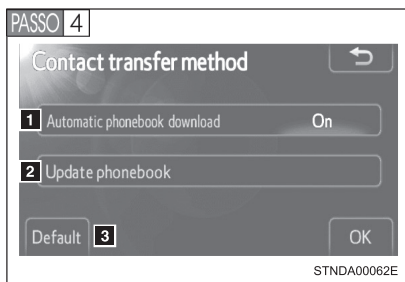 PASSO 4
Contact transfer method
1 Automatic phonebook download On
2 Update phonebook
Default 3 OK
STNDA00062E